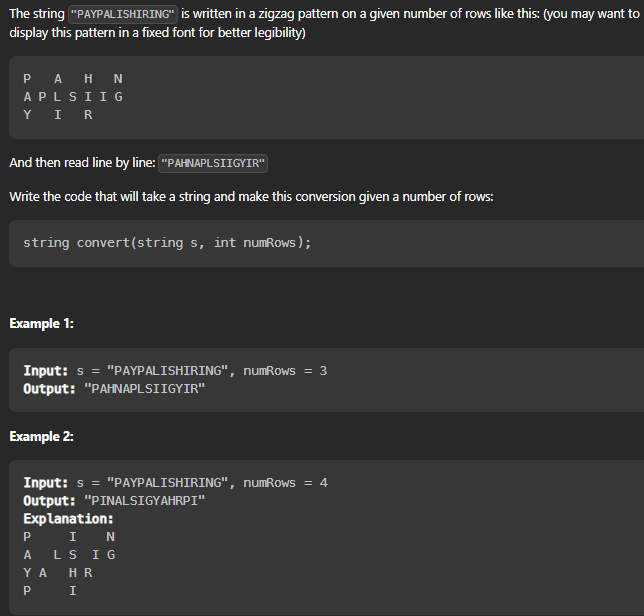 The string "PAYPALISHIRING" is written in a zigzag pattern on a given number of rows like this: (you may want to
display this pattern in a fixed font for better legibility)
P   A   H   N
A P L S I I G
Y   I   R
And then read line by line: "PAHNAPLSIIGYIR"
Write the code that will take a string and make this conversion given a number of rows:
string convert(string s, int numRows);
Example 1:
Input: s = "PAYPALISHIRING", numRows = 3
Output: "PAHNAPLSIIGYIR"
Example 2:
Input: s = "PAYPALISHIRING", numRows = 4
Output: "PINALSIGYAHRPI"
Explanation:
P     I    N
A   L S  I G
Y A   H R
P     I